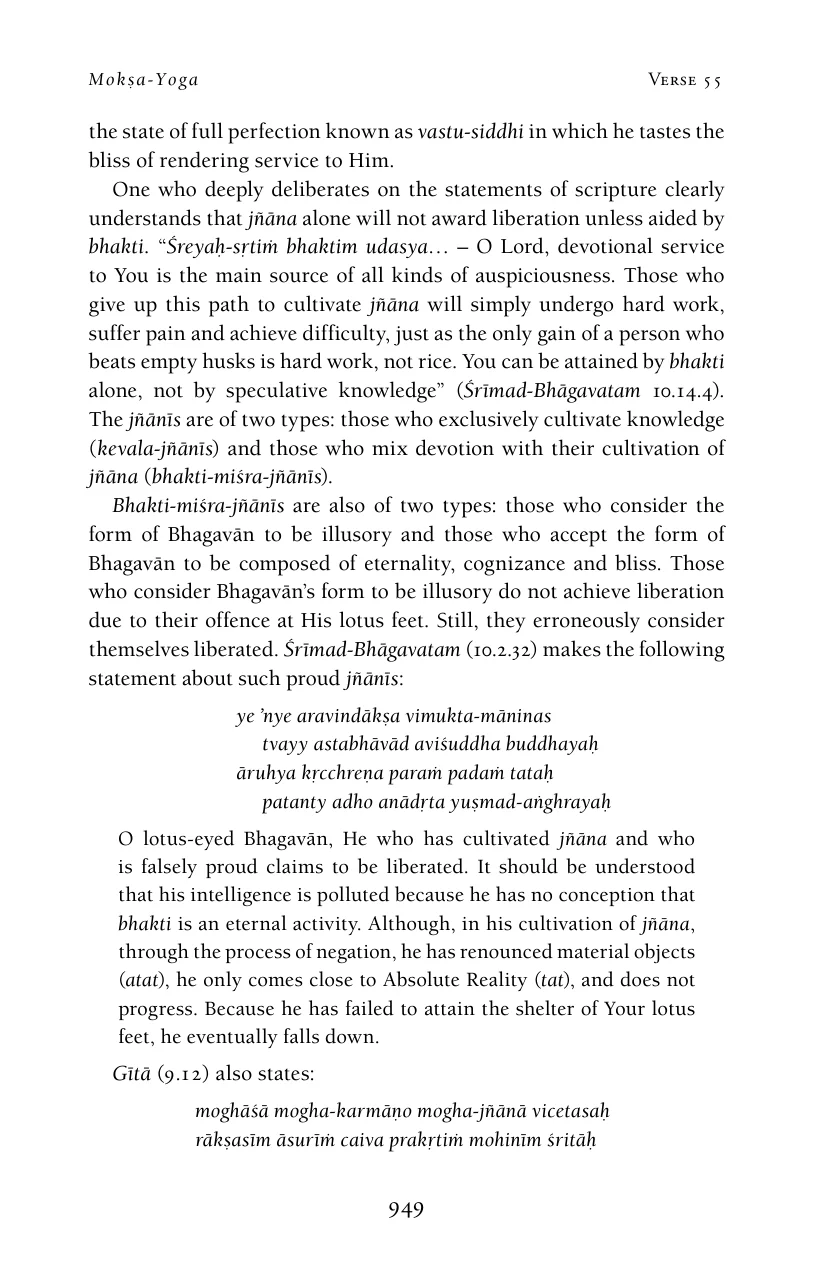 Mokṣa-Yoga
Verse 55
the state of full perfection known as vastu-siddhi in which he tastes the
bliss of rendering service to Him.
One who deeply deliberates on the statements of scripture clearly
understands that jñāna alone will not award liberation unless aided by
bhakti. “Śreyaḥ-sṛtiṁ bhaktim udasya… – O Lord, devotional service
to You is the main source of all kinds of auspiciousness. Those who
give up this path to cultivate jñāna will simply undergo hard work,
suffer pain and achieve difficulty, just as the only gain of a person who
beats empty husks is hard work, not rice. You can be attained by bhakti
alone, not by speculative knowledge” (Śrīmad-Bhāgavatam 10.14.4).
The jñānīs are of two types: those who exclusively cultivate knowledge
(kevala-jñānīs) and those who mix devotion with their cultivation of
jñāna (bhakti-miśra-jñānīs).
Bhakti-miśra-jñānīs are also of two types: those who consider the
form of Bhagavān to be illusory and those who accept the form of
Bhagavān to be composed of eternality, cognizance and bliss. Those
who consider Bhagavān’s form to be illusory do not achieve liberation
due to their offence at His lotus feet. Still, they erroneously consider
themselves liberated. Śrīmad-Bhāgavatam (10.2.32) makes the following
statement about such proud jñānīs:
ye ’nye aravindākṣa vimukta-māninas
tvayy astabhāvād aviśuddha buddhayaḥ
āruhya kṛcchreṇa paraṁ padaṁ tataḥ
patanty adho anādṛta yuṣmad-aṅghrayaḥ
O lotus-eyed Bhagavān, He who has cultivated jñāna and who
is falsely proud claims to be liberated. It should be understood
that his intelligence is polluted because he has no conception that
bhakti is an eternal activity. Although, in his cultivation of jñāna,
through the process of negation, he has renounced material objects
(atat), he only comes close to Absolute Reality (tat), and does not
progress. Because he has failed to attain the shelter of Your lotus
feet, he eventually falls down.
Gītā (9.12) also states:
moghāśā mogha-karmāṇo mogha-jñānā vicetasaḥ
rākṣasīm āsurīṁ caiva prakṛtiṁ mohinīm śritāḥ
949